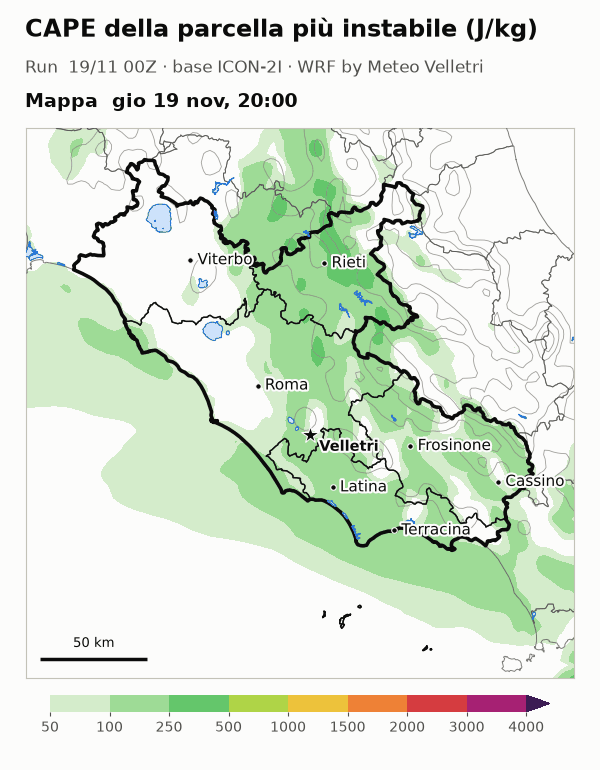 CAPE della parcella più instabile (J/kg)
Run 19/11 00Z · base ICON-2I · WRF by Meteo Velletri
Mappa gio 19 nov, 20:00
Viterbo
Rieti
Roma
Velletri
Frosinone
Cassino
Latina
Terracina
50 km
50 100 250 500 1000 1500 2000 3000 4000